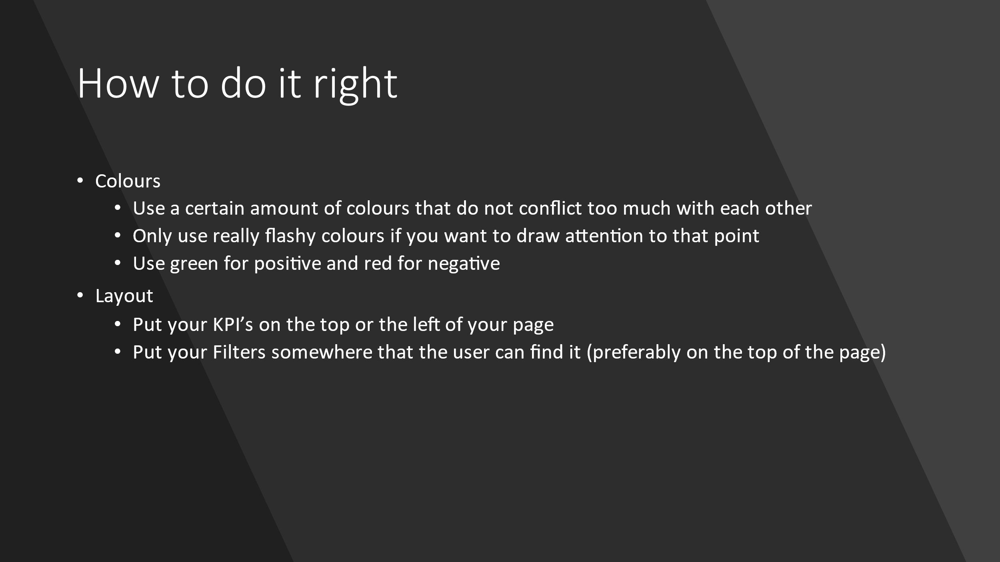 How to do it right
• Colours
• Use a certain amount of colours that do not conflict too much with each other
• Only use really flashy colours if you want to draw attention to that point
• Use green for positive and red for negative
• Layout
• Put your KPI’s on the top or the left of your page
• Put your Filters somewhere that the user can find it (preferably on the top of the page)